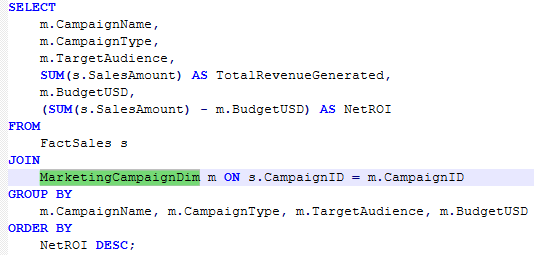 SELECT
m.CampaignName,
m.CampaignType,
m.TargetAudience,
SUM(s.SalesAmount) AS TotalRevenueGenerated,
m.BudgetUSD,
(SUM(s.SalesAmount) - m.BudgetUSD) AS NetROI
FROM
FactSales s
JOIN
MarketingCampaignDim m ON s.CampaignID = m.CampaignID
GROUP BY
m.CampaignName, m.CampaignType, m.TargetAudience, m.BudgetUSD
ORDER BY
NetROI DESC;